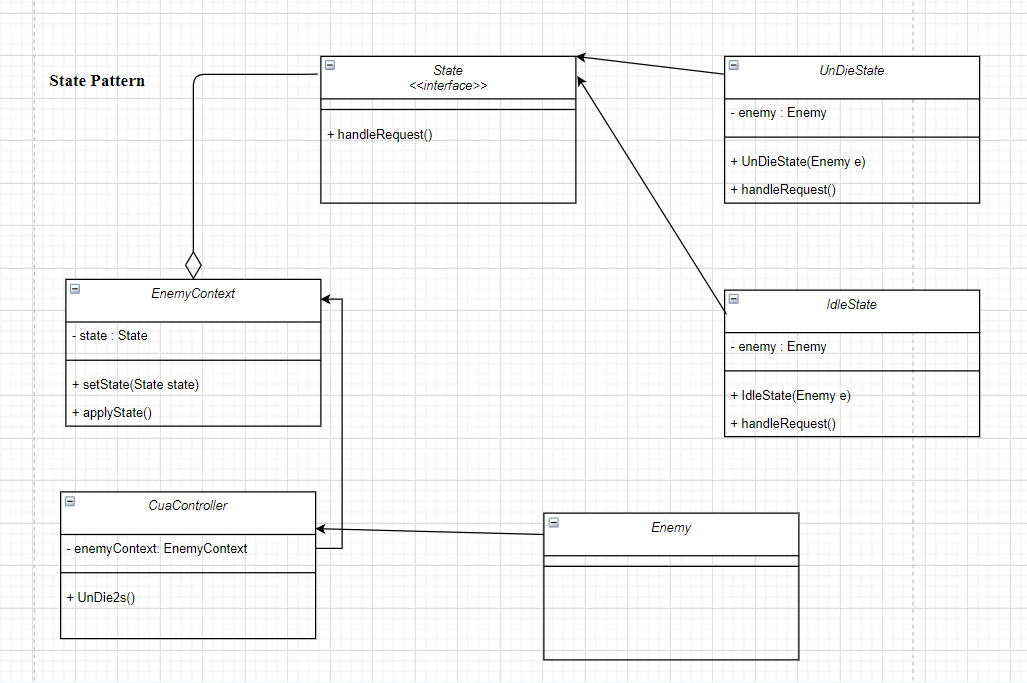 State Pattern
State
<<interface>>
+ handleRequest()
UnDieState
- enemy : Enemy
+ UnDieState(Enemy e)
+ handleRequest()
EnemyContext
- state : State
+ setState(State state)
+ applyState()
IdleState
- enemy : Enemy
+ IdleState(Enemy e)
+ handleRequest()
CuaController
- enemyContext: EnemyContext
+ UnDie2s()
Enemy